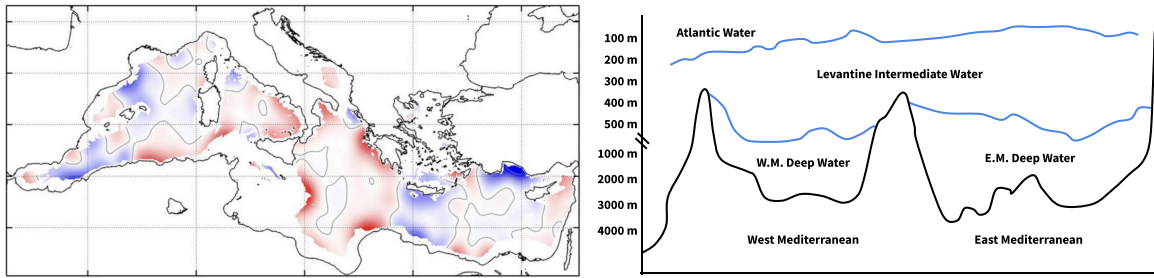 Atlantic Water
100 m
200 m
Levantine Intermediate Water
300 m
400 m
500 m
W.M. Deep Water
E.M. Deep Water
1000 m
2000 m
3000 m
4000 m
West Mediterranean
East Mediterranean